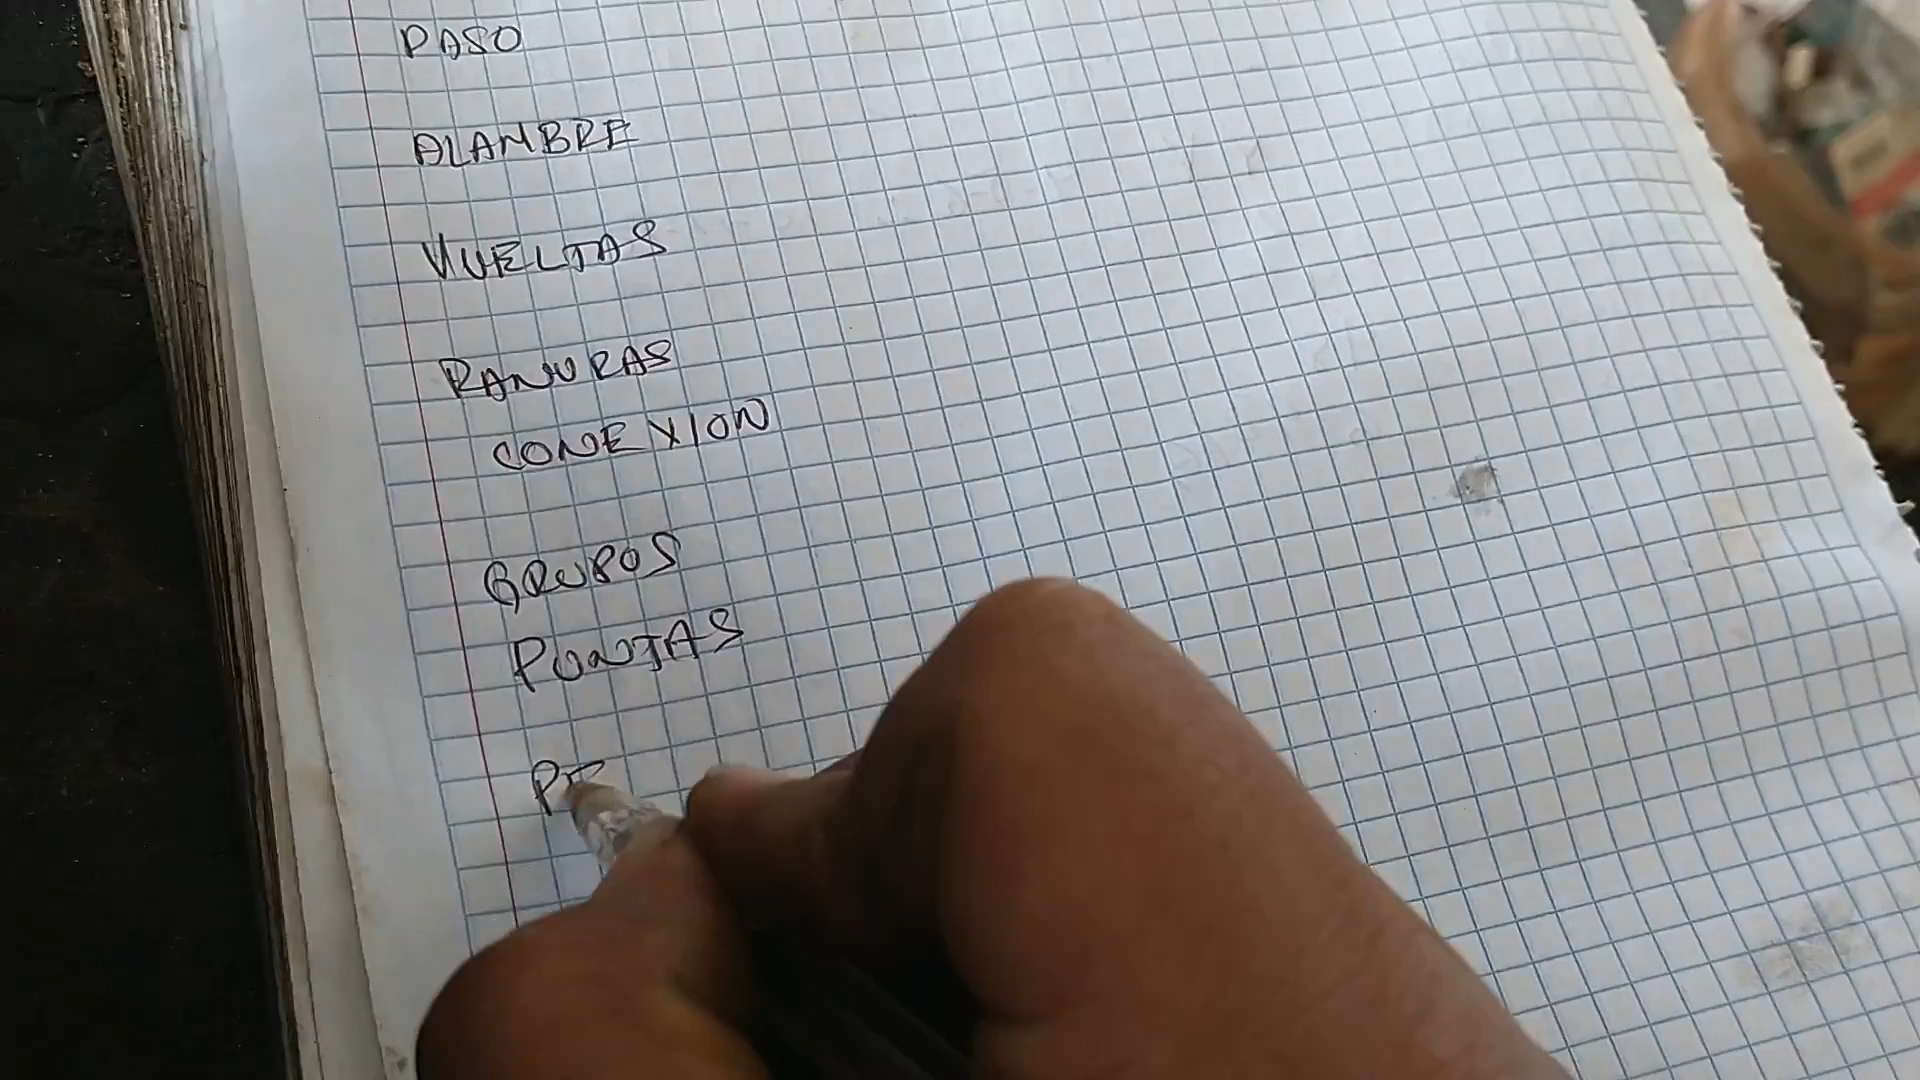 PASO
ALAMBRE
VUELTAS
RANURAS
CONEXION
GRUPOS
PUNTAS